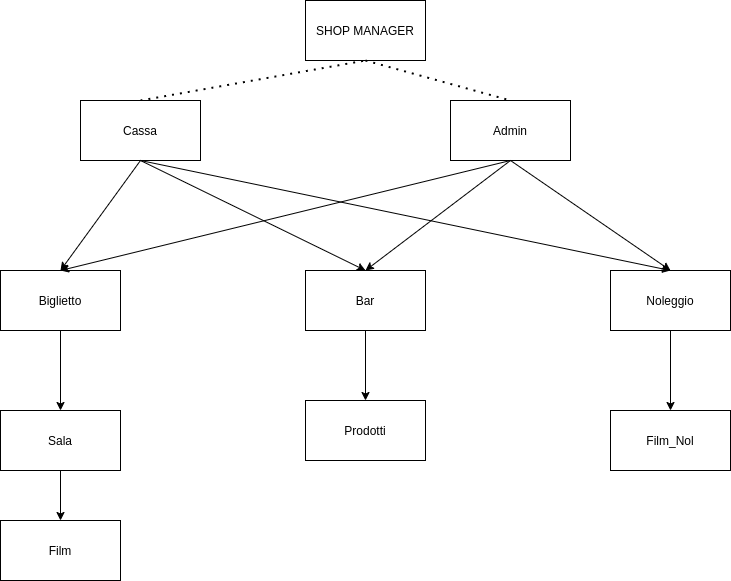 SHOP MANAGER
Cassa
Admin
Biglietto
Bar
Noleggio
Sala
Prodotti
Film_Nol
Film